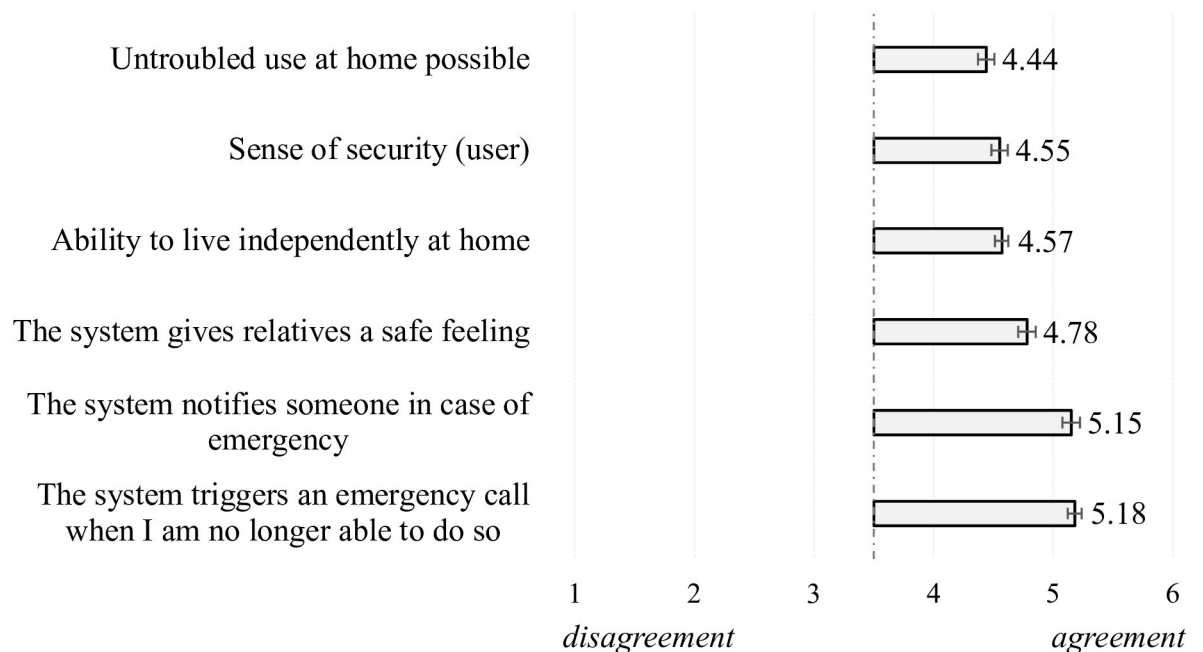 Untroubled use at home possible
4.44
Sense of security (user)
4.55
Ability to live independently at home
4.57
The system gives relatives a safe feeling
4.78
The system notifies someone in case of
emergency
5.15
The system triggers an emergency call
when I am no longer able to do so
5.18
1 2 3 4 5 6
disagreement agreement